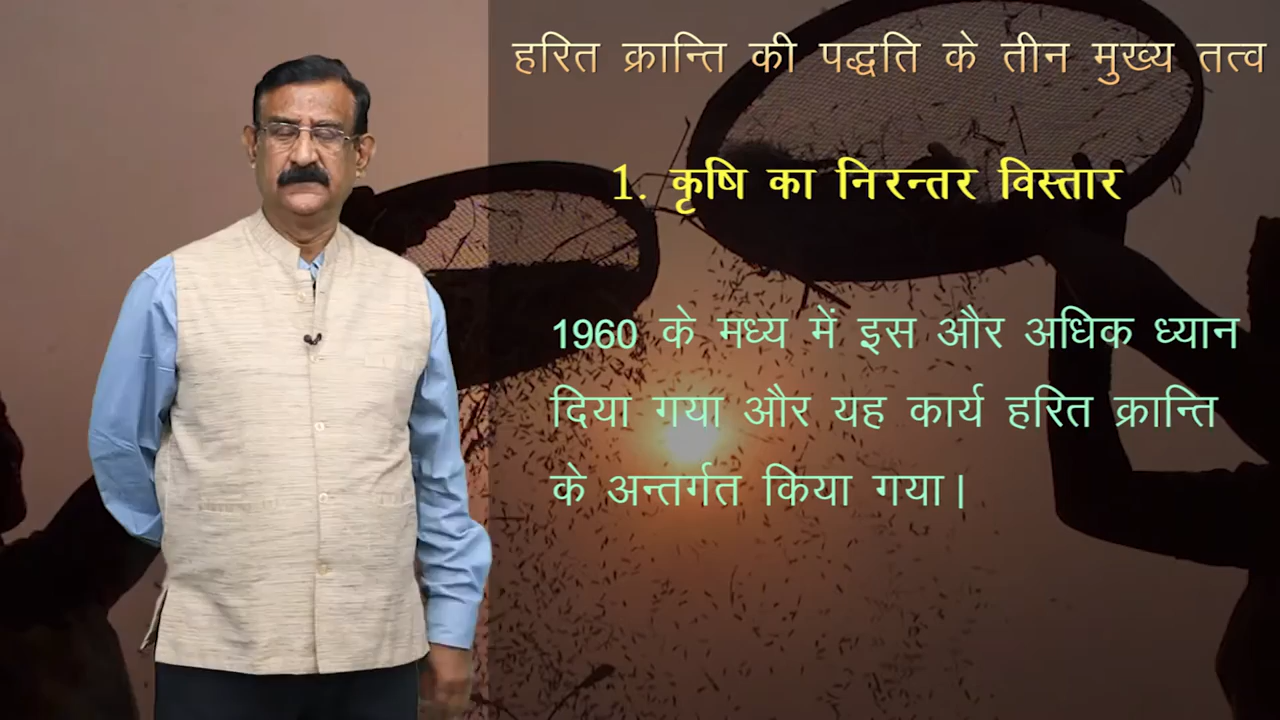 हरित क्रान्ति की पद्धति के तीन मुख्य तत्व
1. कृषि का निरन्तर विस्तार
1960 के मध्य में इस और अधिक ध्यान
दिया गया और यह कार्य हरित क्रान्ति
के अन्तर्गत किया गया।